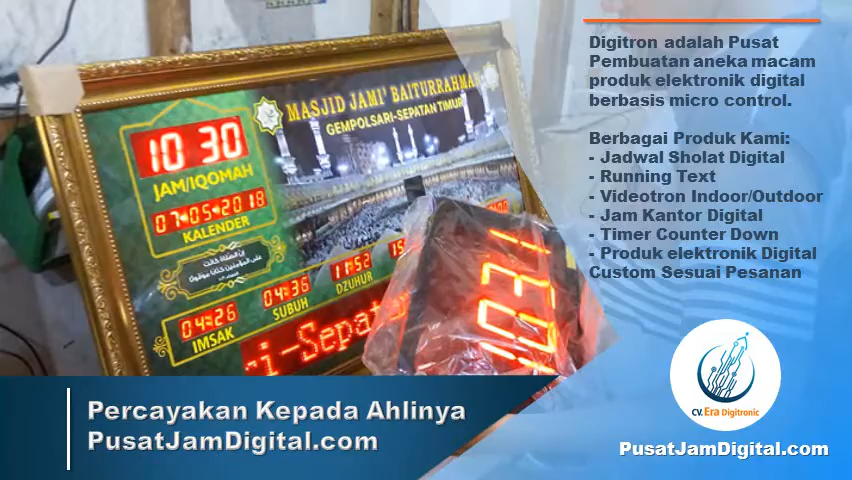 MASJID JAMI' BAITURRAHMAN
GEMPOLSARI-SEPATAN TIMUR
10 30
JAM/IQOMAH
07-05-2018
KALENDER
04:26
IMSAK
04:36
SUBUH
11:52
DZUHUR
ri-Sepata
1031
Digitron adalah Pusat
Pembuatan aneka macam
produk elektronik digital
berbasis micro control.
Berbagai Produk Kami:
- Jadwal Sholat Digital
- Running Text
- Videotron Indoor/Outdoor
- Jam Kantor Digital
- Timer Counter Down
- Produk elektronik Digital
Custom Sesuai Pesanan
CV. Era Digitronic
PusatJamDigital.com
Percayakan Kepada Ahlinya
PusatJamDigital.com